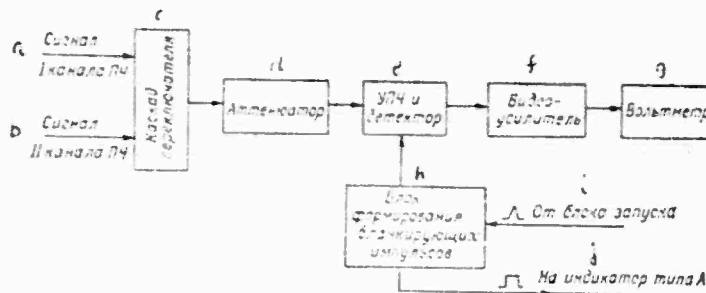 c
a Сигнал
I канала ПЧ
b Сигнал
II канала ПЧ
Каскад
переключателя
d
Аттенюатор
e
УПЧ и
детектор
f
Видео-
усилитель
g
Вольтметр
h
Блок
формирования
бланкирующих
импульсов
i
От блока запуска
j
На индикатор типа А